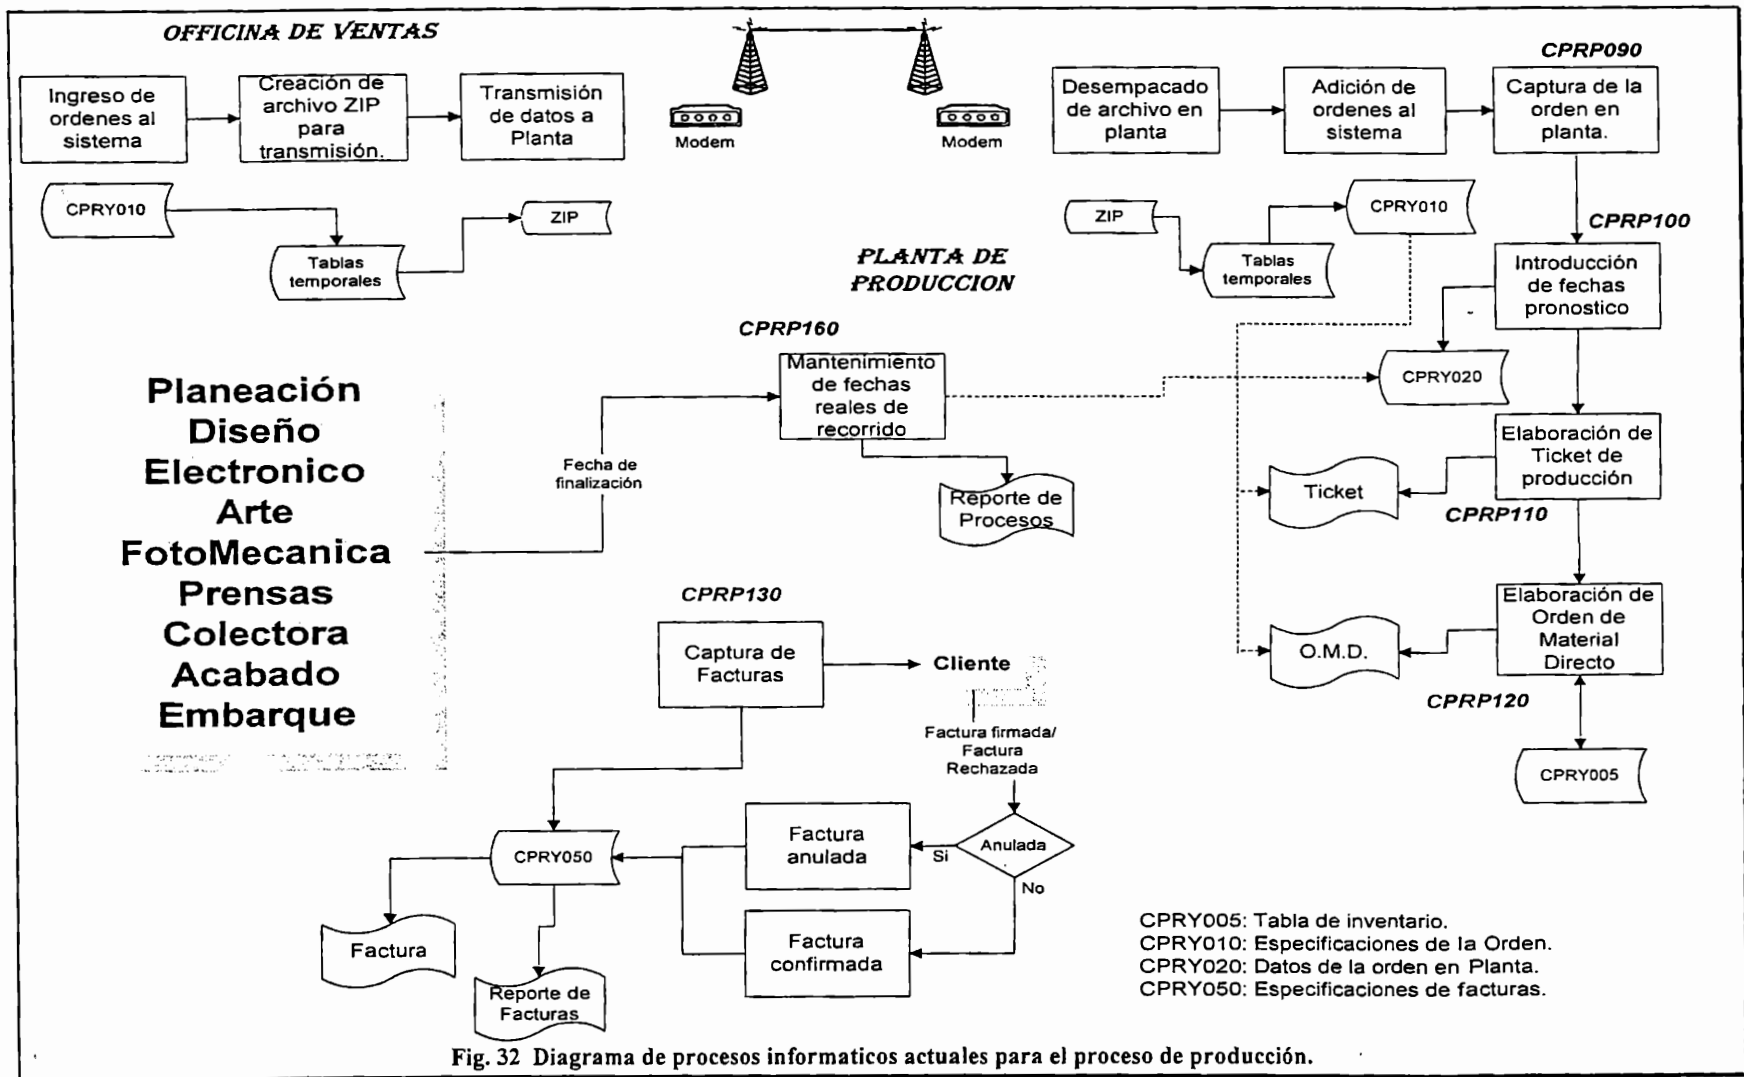 OFFICINA DE VENTAS
Ingreso de
ordenes al
sistema
Creación de
archivo ZIP
para
transmisión.
Transmisión
de datos a
Planta
Modem
Modem
Desempacado
de archivo en
planta
Adición de
ordenes al
sistema
CPRP090
Captura de la
orden en
planta.
CPRY010
Tablas
temporales
ZIP
ZIP
Tablas
temporales
CPRY010
CPRP100
Introducción
de fechas
pronostico
PLANTA DE
PRODUCCION
CPRP160
Mantenimiento
de fechas
reales de
recorrido
CPRY020
Planeación
Diseño
Electronico
Arte
FotoMecanica
Prensas
Colectora
Acabado
Embarque
Fecha de
finalización
Reporte de
Procesos
Elaboración de
Ticket de
producción
Ticket
CPRP110
Elaboración de
Orden de
Material
Directo
O.M.D.
CPRP120
CPRY005
CPRP130
Captura de
Facturas
Cliente
Factura firmada/
Factura
Rechazada
Anulada
Si
No
Factura
anulada
Factura
confirmada
CPRY050
Factura
Reporte de
Facturas
CPRY005: Tabla de inventario.
CPRY010: Especificaciones de la Orden.
CPRY020: Datos de la orden en Planta.
CPRY050: Especificaciones de facturas.
Fig. 32 Diagrama de procesos informaticos actuales para el proceso de producción.